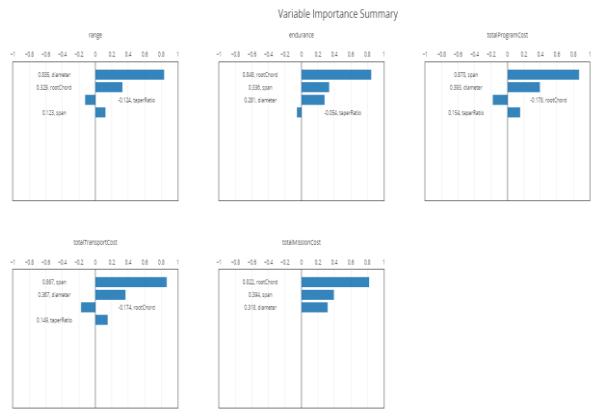 Variable Importance Summary
range
endurance
totalProgramCost
−1 −0.8 −0.6 −0.4 −0.2 0 0.2 0.4 0.6 0.8 1
−1 −0.8 −0.6 −0.4 −0.2 0 0.2 0.4 0.6 0.8 1
−1 −0.8 −0.6 −0.4 −0.2 0 0.2 0.4 0.6 0.8 1
diameter
0.329, rootChord
-0.124, taperRatio
0.123, span
0.848, rootChord
0.336, span
0.281, diameter
-0.054, taperRatio
0.870, span
0.393, diameter
-0.178, rootChord
0.154, taperRatio
totalTransportCost
totalMissionCost
−1 −0.8 −0.6 −0.4 −0.2 0 0.2 0.4 0.6 0.8 1
−1 −0.8 −0.6 −0.4 −0.2 0 0.2 0.4 0.6 0.8 1
0.867, span
0.367, diameter
-0.174, rootChord
0.149, taperRatio
0.822, rootChord
0.394, span
0.318, diameter